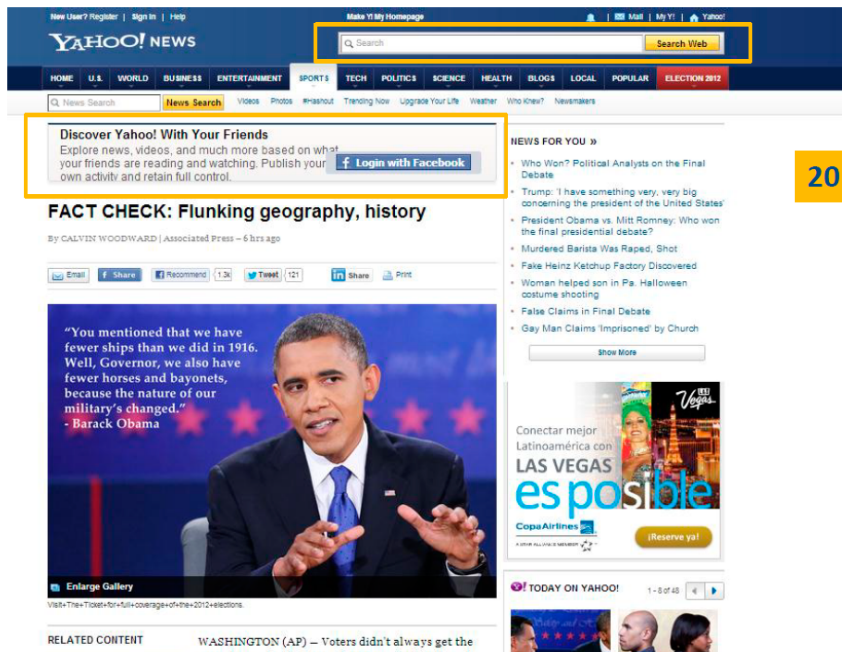 New User? Register | Sign In | Help
Make Y! My Homepage
Mail | My Y! | Yahoo!
YAHOO! NEWS
Search
Search Web
HOME U.S. WORLD BUSINESS ENTERTAINMENT SPORTS TECH POLITICS SCIENCE HEALTH BLOGS LOCAL POPULAR ELECTION 2012
News Search
News Search
Videos Photos #Hashout Trending Now Upgrade Your Life Weather Who Knew? Newsmakers
Discover Yahoo! With Your Friends
Explore news, videos, and much more based on what
your friends are reading and watching. Publish your
own activity and retain full control.
f Login with Facebook
FACT CHECK: Flunking geography, history
By CALVIN WOODWARD | Associated Press – 6 hrs ago
Email
f Share
Recommend
1.3k
Tweet
121
in Share
Print
"You mentioned that we have
fewer ships than we did in 1916.
Well, Governor, we also have
fewer horses and bayonets,
because the nature of our
military's changed."
- Barack Obama
Enlarge Gallery
Visit+The+Ticket+for+full+coverage+of+the+2012+elections.
RELATED CONTENT
WASHINGTON (AP) — Voters didn't always get the
NEWS FOR YOU »
Who Won? Political Analysts on the Final
Debate
Trump: 'I have something very, very big
concerning the president of the United States'
President Obama vs. Mitt Romney: Who won
the final presidential debate?
Murdered Barista Was Raped, Shot
Fake Heinz Ketchup Factory Discovered
Woman helped son in Pa. Halloween
costume shooting
False Claims in Final Debate
Gay Man Claims 'Imprisoned' by Church
Show More
20
Las Vegas
Conectar mejor
Latinoamérica con
LAS VEGAS
es posible
CopaAirlines
A STAR ALLIANCE MEMBER
¡Reserve ya!
Y! TODAY ON YAHOO!
1 - 8 of 48